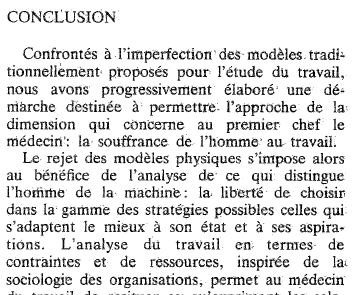 CONCLUSION
Confrontés à l'imperfection des modèles tradi-
tionnellement proposés pour l'étude du travail,
nous avons progressivement élaboré une dé-
marche destinée à permettre l'approche de la
dimension qui concerne au premier chef le
médecin : la souffrance de l'homme au travail.
Le rejet des modèles physiques s'impose alors
au bénéfice de l'analyse de ce qui distingue
l'homme de la machine : la liberté de choisir
dans la gamme des stratégies possibles celles qui
s'adaptent le mieux à son état et à ses aspira-
tions. L'analyse du travail en termes de
contraintes et de ressources, inspirée de la
sociologie des organisations, permet au médecin